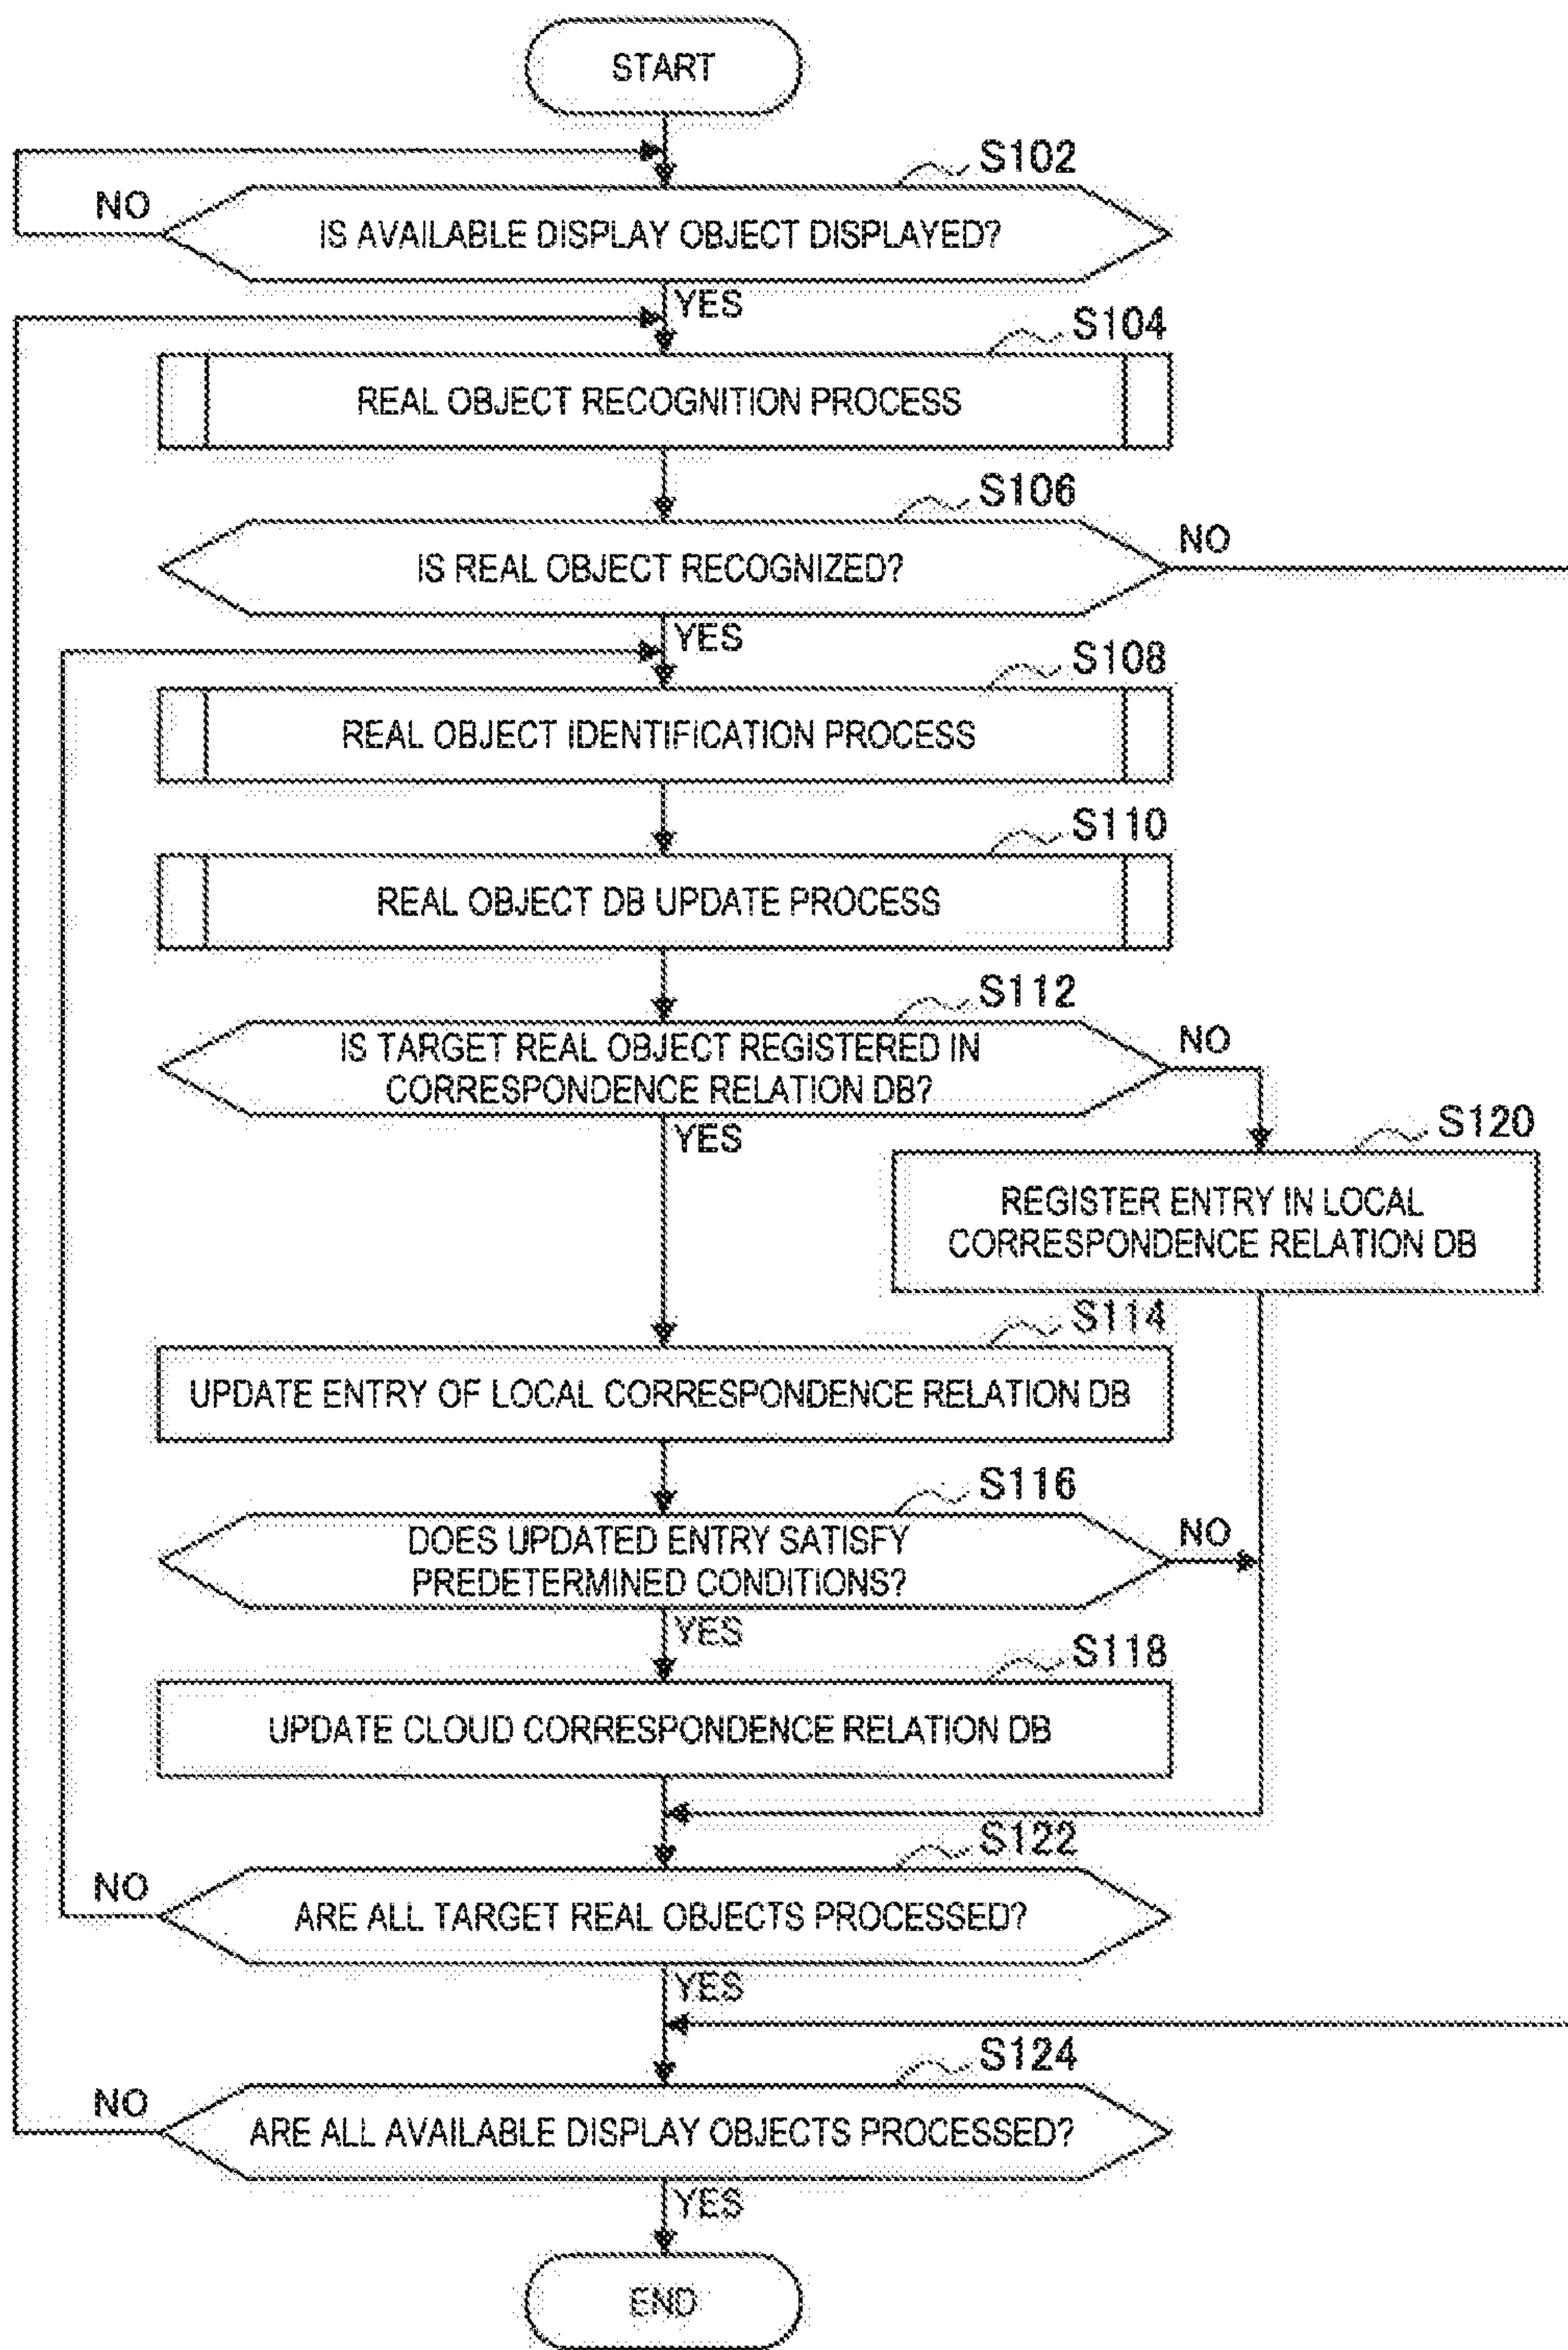 START
S102
NO
IS AVAILABLE DISPLAY OBJECT DISPLAYED?
YES
S104
REAL OBJECT RECOGNITION PROCESS
S106
NO
IS REAL OBJECT RECOGNIZED?
YES
S108
REAL OBJECT IDENTIFICATION PROCESS
S110
REAL OBJECT DB UPDATE PROCESS
S112
NO
IS TARGET REAL OBJECT REGISTERED IN
CORRESPONDENCE RELATION DB?
YES
S120
REGISTER ENTRY IN LOCAL
CORRESPONDENCE RELATION DB
S114
UPDATE ENTRY OF LOCAL CORRESPONDENCE RELATION DB
S116
NO
DOES UPDATED ENTRY SATISFY
PREDETERMINED CONDITIONS?
YES
S118
UPDATE CLOUD CORRESPONDENCE RELATION DB
S122
NO
ARE ALL TARGET REAL OBJECTS PROCESSED?
YES
S124
NO
ARE ALL AVAILABLE DISPLAY OBJECTS PROCESSED?
YES
END